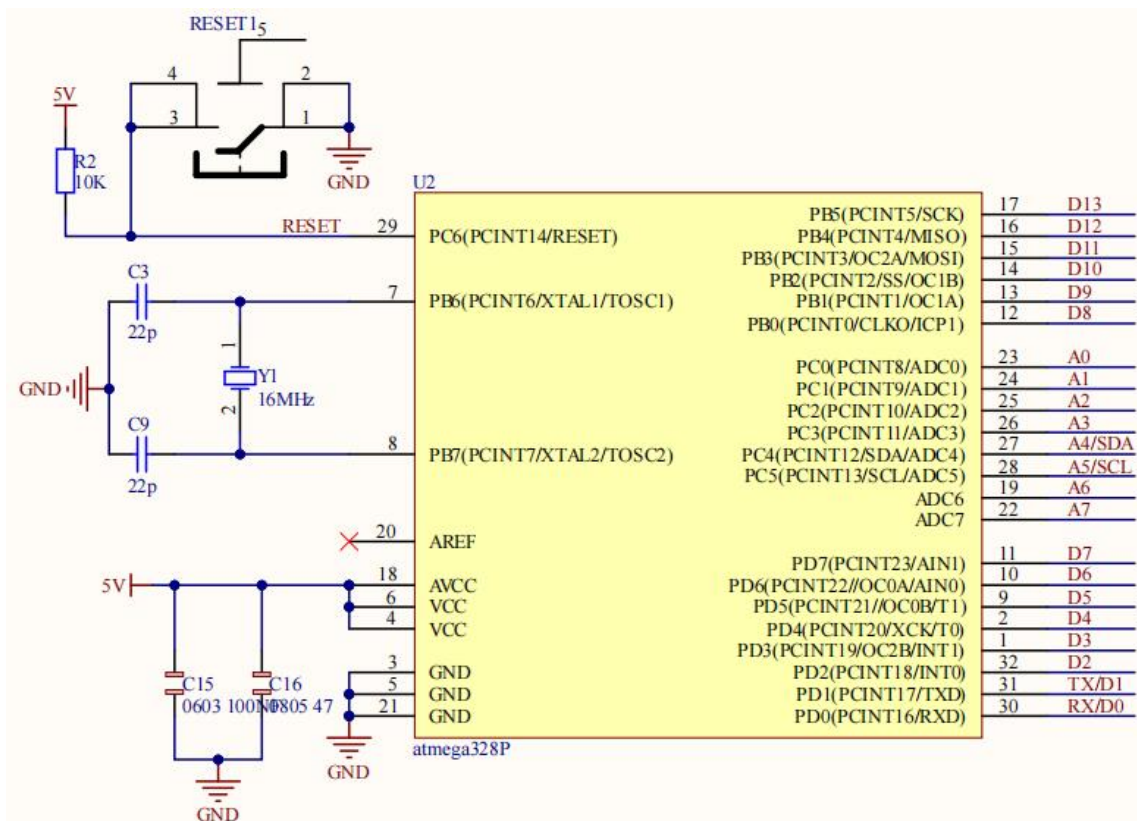 RESET1
5
4
2
3
1
5V
R2
10K
GND
RESET
U2
29 PC6(PCINT14/RESET)
C3
22p
7 PB6(PCINT6/XTAL1/TOSC1)
1
Y1
16MHz
2
GND
C9
22p
8 PB7(PCINT7/XTAL2/TOSC2)
20 AREF
5V
18 AVCC
6 VCC
4 VCC
3 GND
5 GND
21 GND
C15
0603 100NF
C16
0805 47
GND
GND
atmega328P
PB5(PCINT5/SCK) 17 D13
PB4(PCINT4/MISO) 16 D12
PB3(PCINT3/OC2A/MOSI) 15 D11
PB2(PCINT2/SS/OC1B) 14 D10
PB1(PCINT1/OC1A) 13 D9
PB0(PCINT0/CLKO/ICP1) 12 D8
PC0(PCINT8/ADC0) 23 A0
PC1(PCINT9/ADC1) 24 A1
PC2(PCINT10/ADC2) 25 A2
PC3(PCINT11/ADC3) 26 A3
PC4(PCINT12/SDA/ADC4) 27 A4/SDA
PC5(PCINT13/SCL/ADC5) 28 A5/SCL
ADC6 19 A6
ADC7 22 A7
PD7(PCINT23/AIN1) 11 D7
PD6(PCINT22//OC0A/AIN0) 10 D6
PD5(PCINT21//OC0B/T1) 9 D5
PD4(PCINT20/XCK/T0) 2 D4
PD3(PCINT19/OC2B/INT1) 1 D3
PD2(PCINT18/INT0) 32 D2
PD1(PCINT17/TXD) 31 TX/D1
PD0(PCINT16/RXD) 30 RX/D0